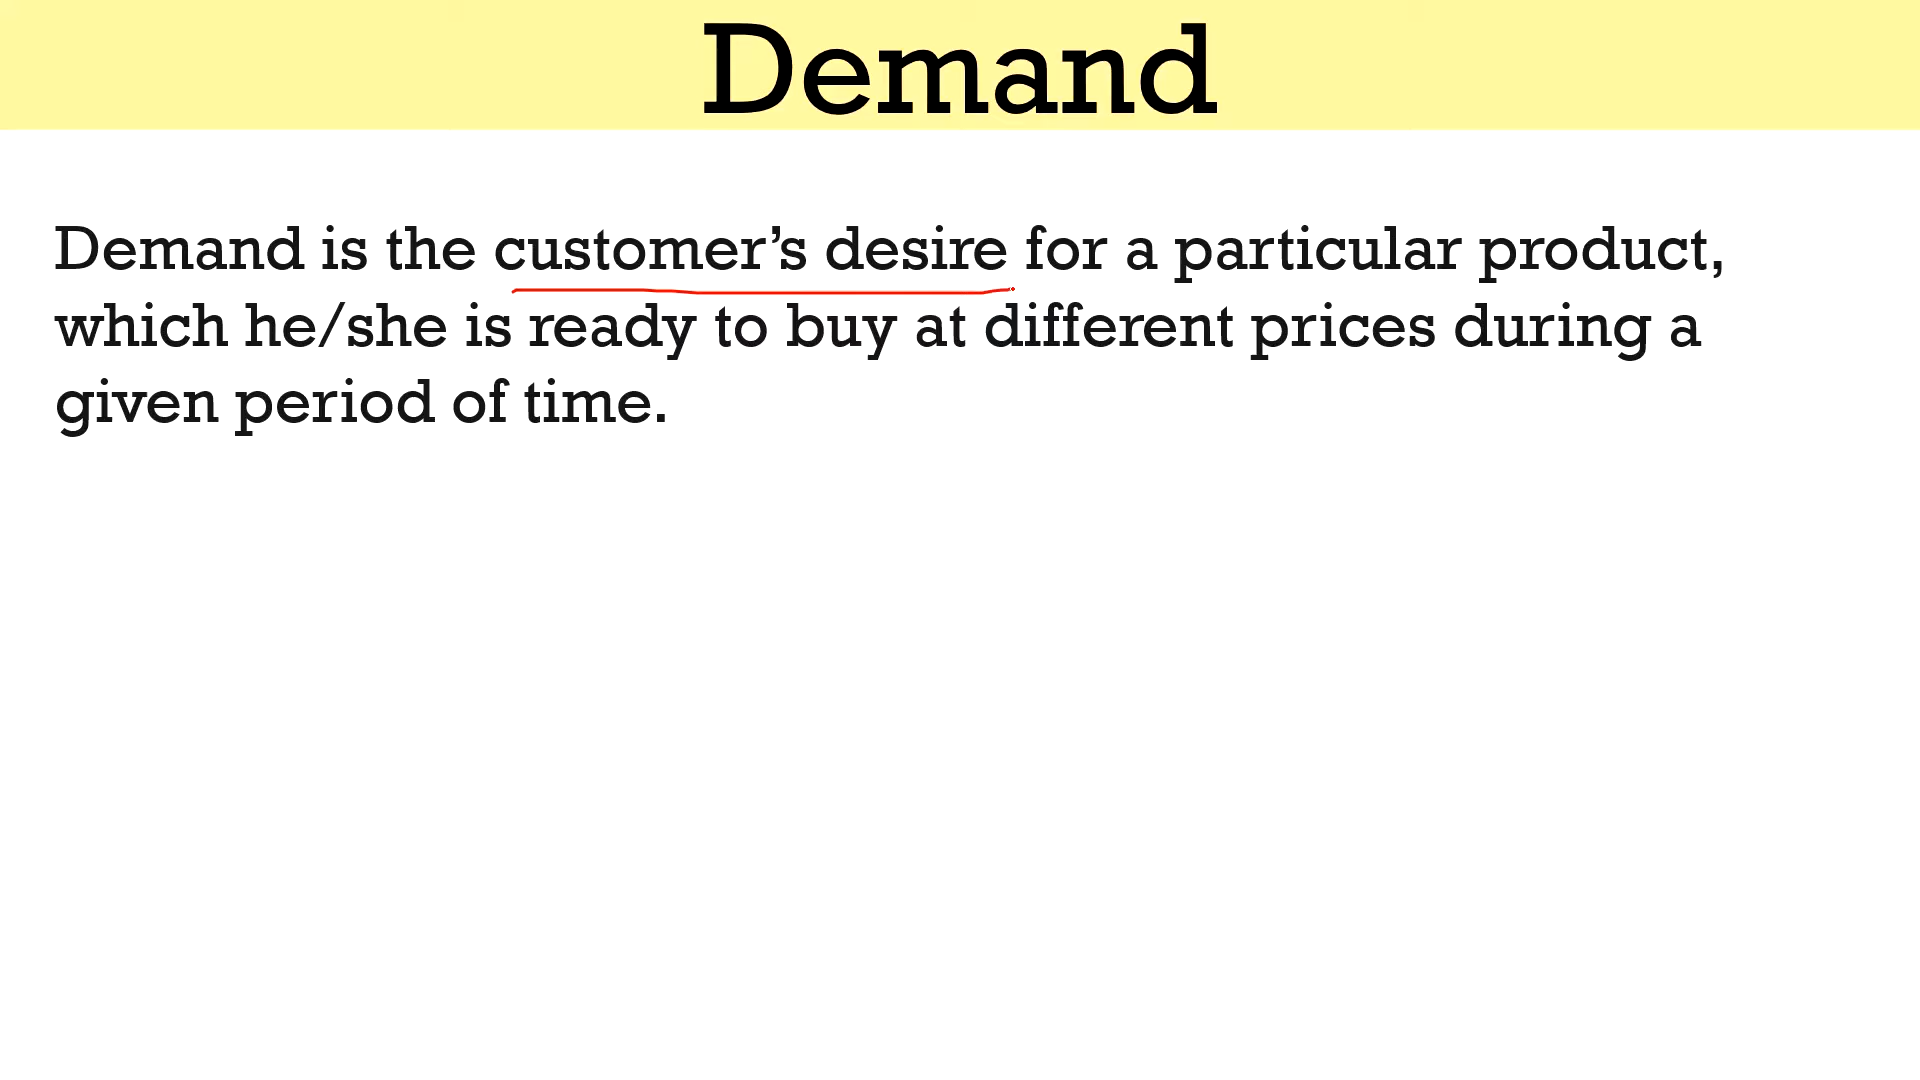 Demand
Demand is the customer’s desire for a particular product,
which he/she is ready to buy at different prices during a
given period of time.